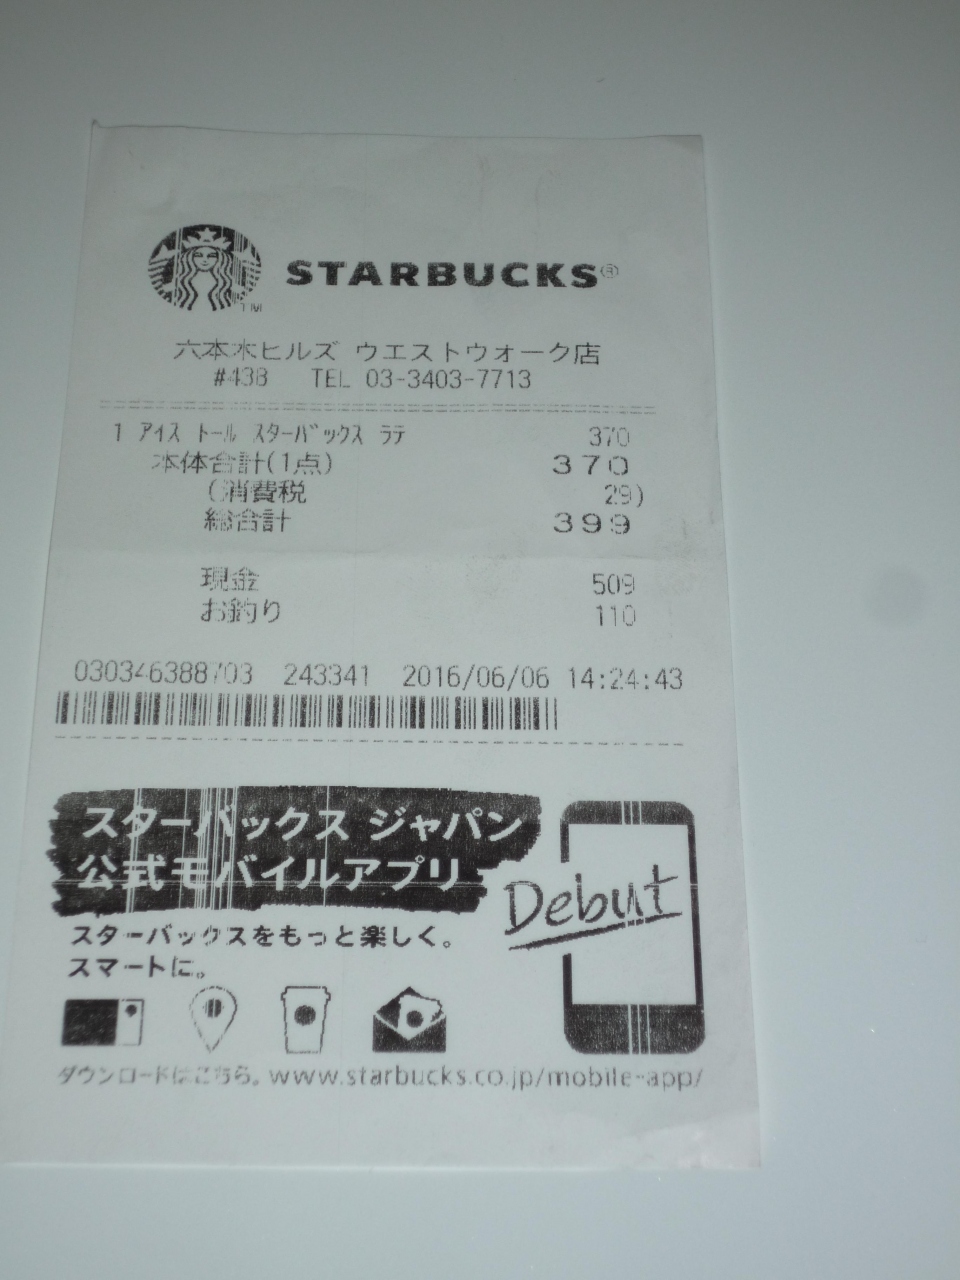 STARBUCKS®
TM
六本木ヒルズ ウエストウォーク店
#438 TEL 03-3403-7713
1 アイス トール スターバックス ラテ 370
本体合計(1点) 370
(消費税 29)
総合計 399
現金 509
お釣り 110
030346388703 243341 2016/06/06 14:24:43
スターバックス ジャパン
公式モバイルアプリ
Debut
スターバックスをもっと楽しく。
スマートに。
ダウンロードはこちら。www.starbucks.co.jp/mobile-app/